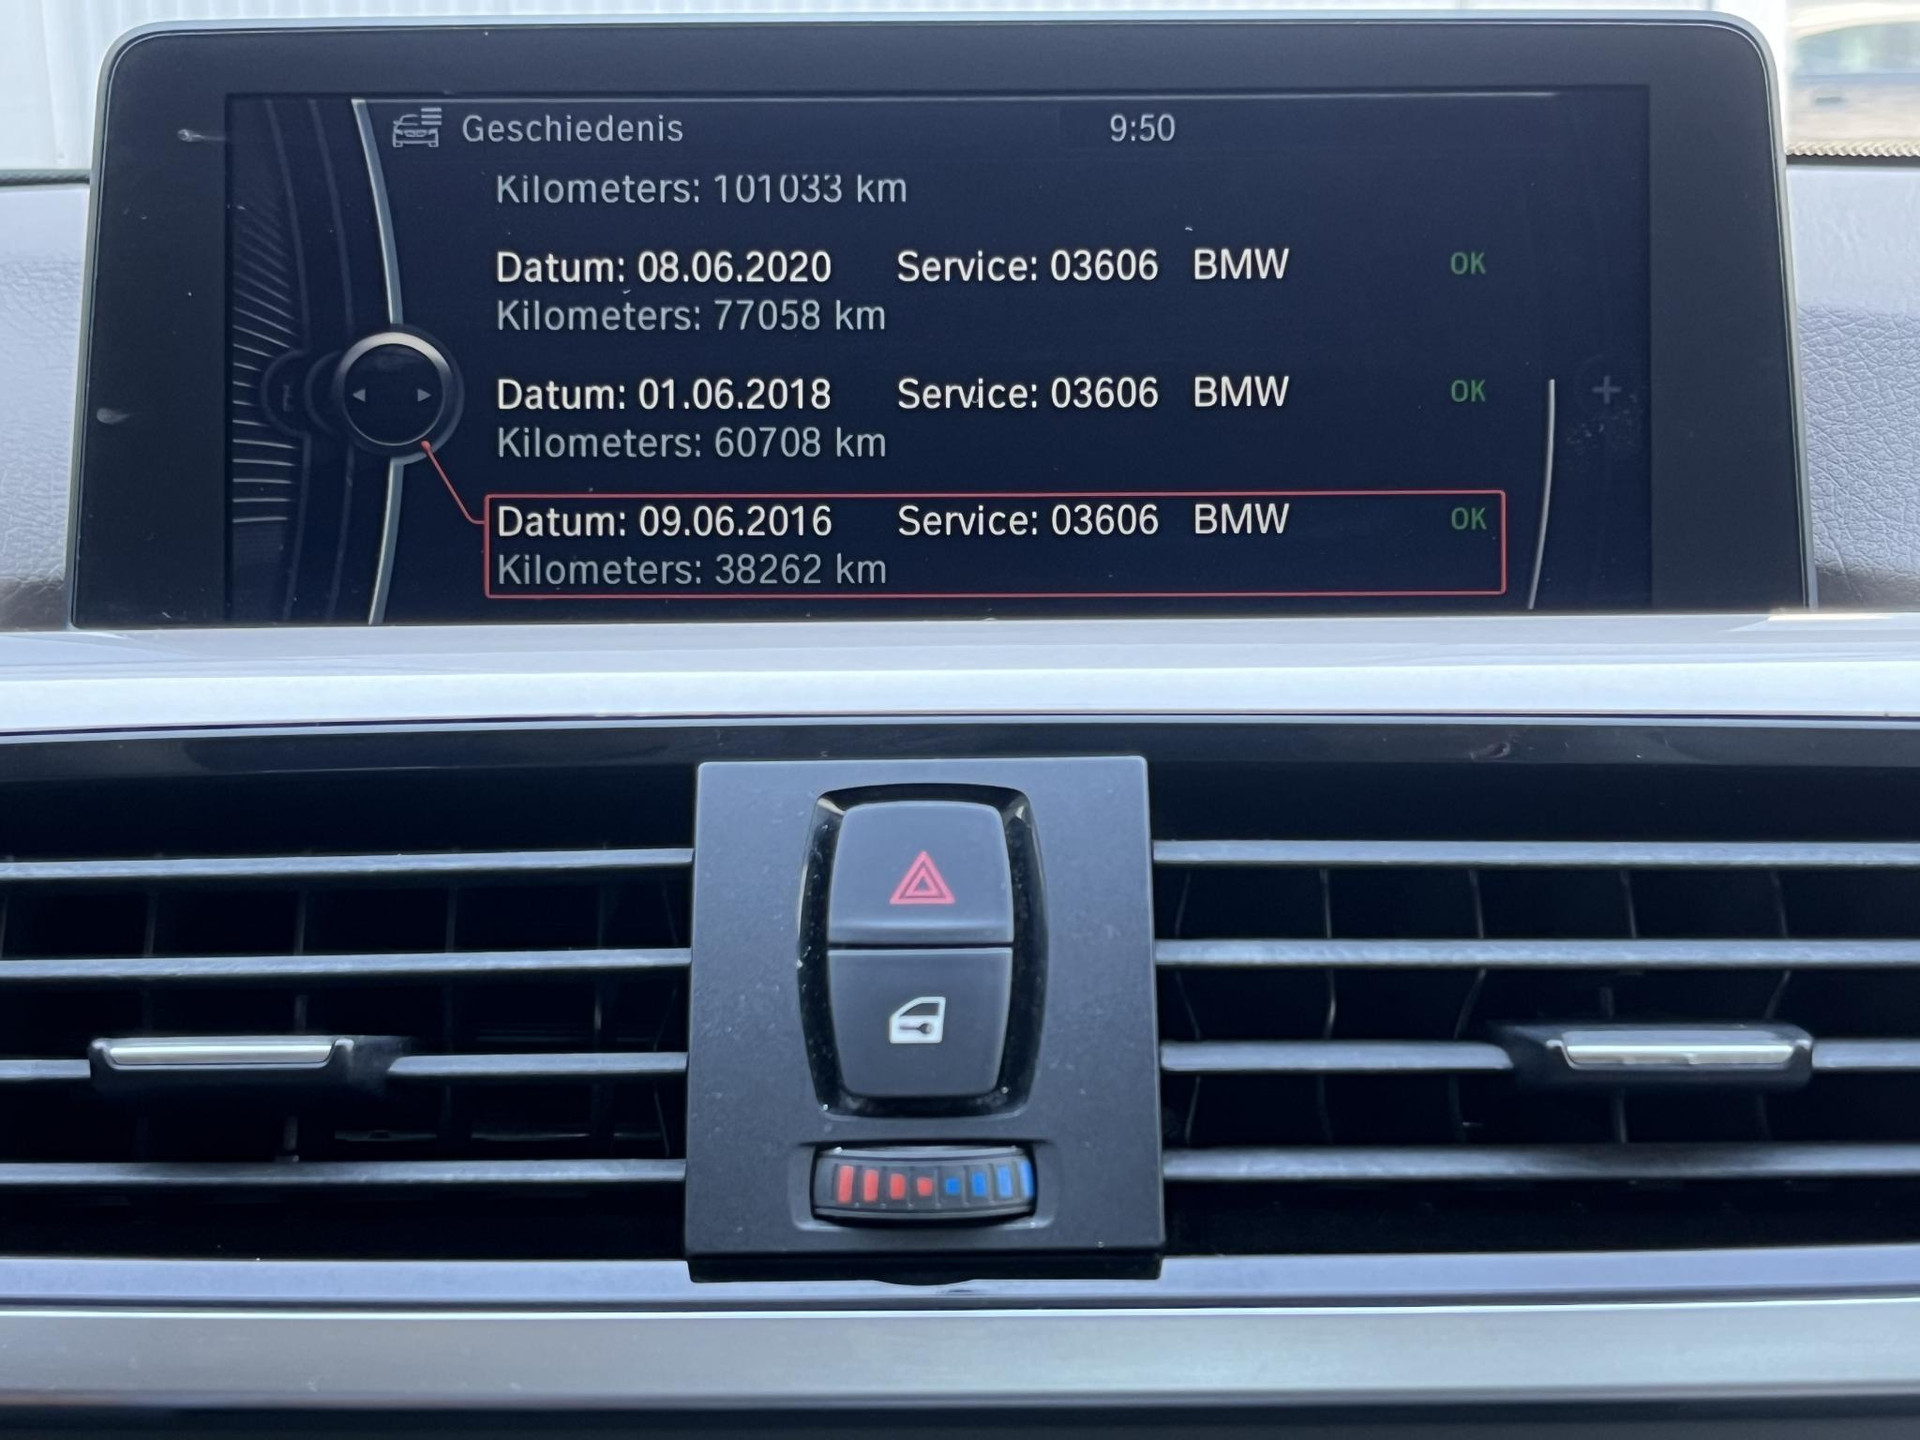 Geschiedenis 9:50
Kilometers: 101033 km
Datum: 08.06.2020 Service: 03606 BMW OK
Kilometers: 77058 km
Datum: 01.06.2018 Service: 03606 BMW OK
Kilometers: 60708 km
Datum: 09.06.2016 Service: 03606 BMW OK
Kilometers: 38262 km